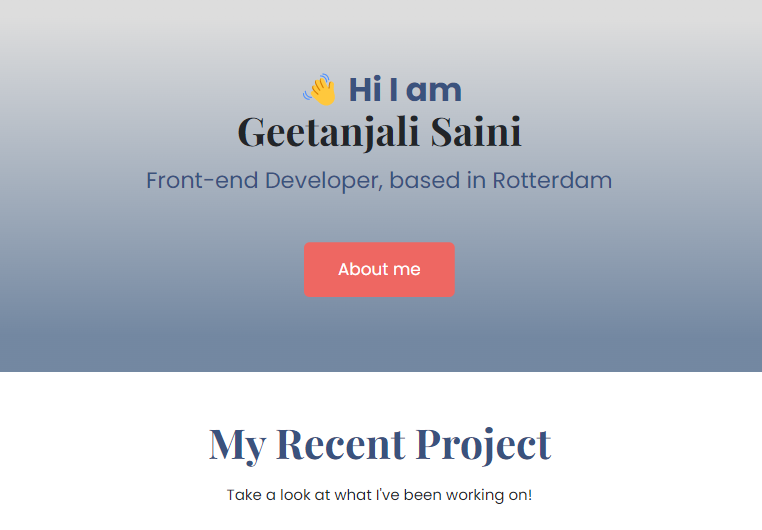 👋 Hi I am
Geetanjali Saini
Front-end Developer, based in Rotterdam
About me
My Recent Project
Take a look at what I've been working on!